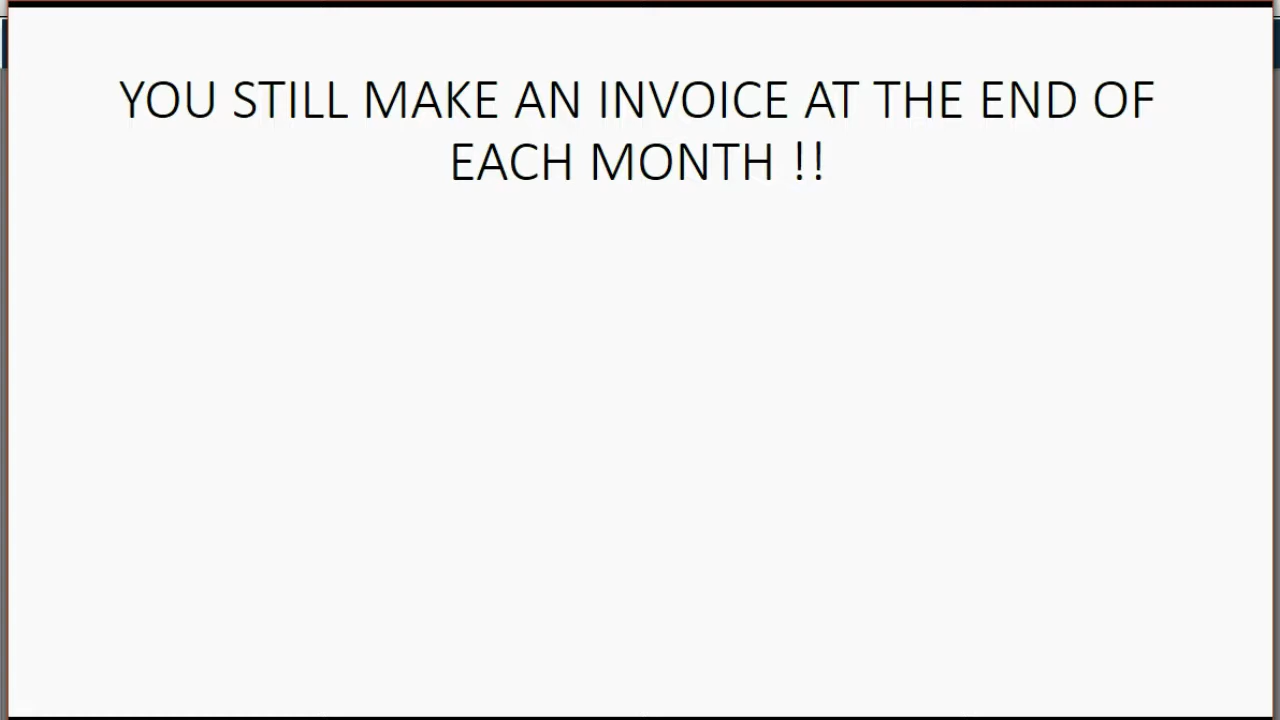 YOU STILL MAKE AN INVOICE AT THE END OF
EACH MONTH !!